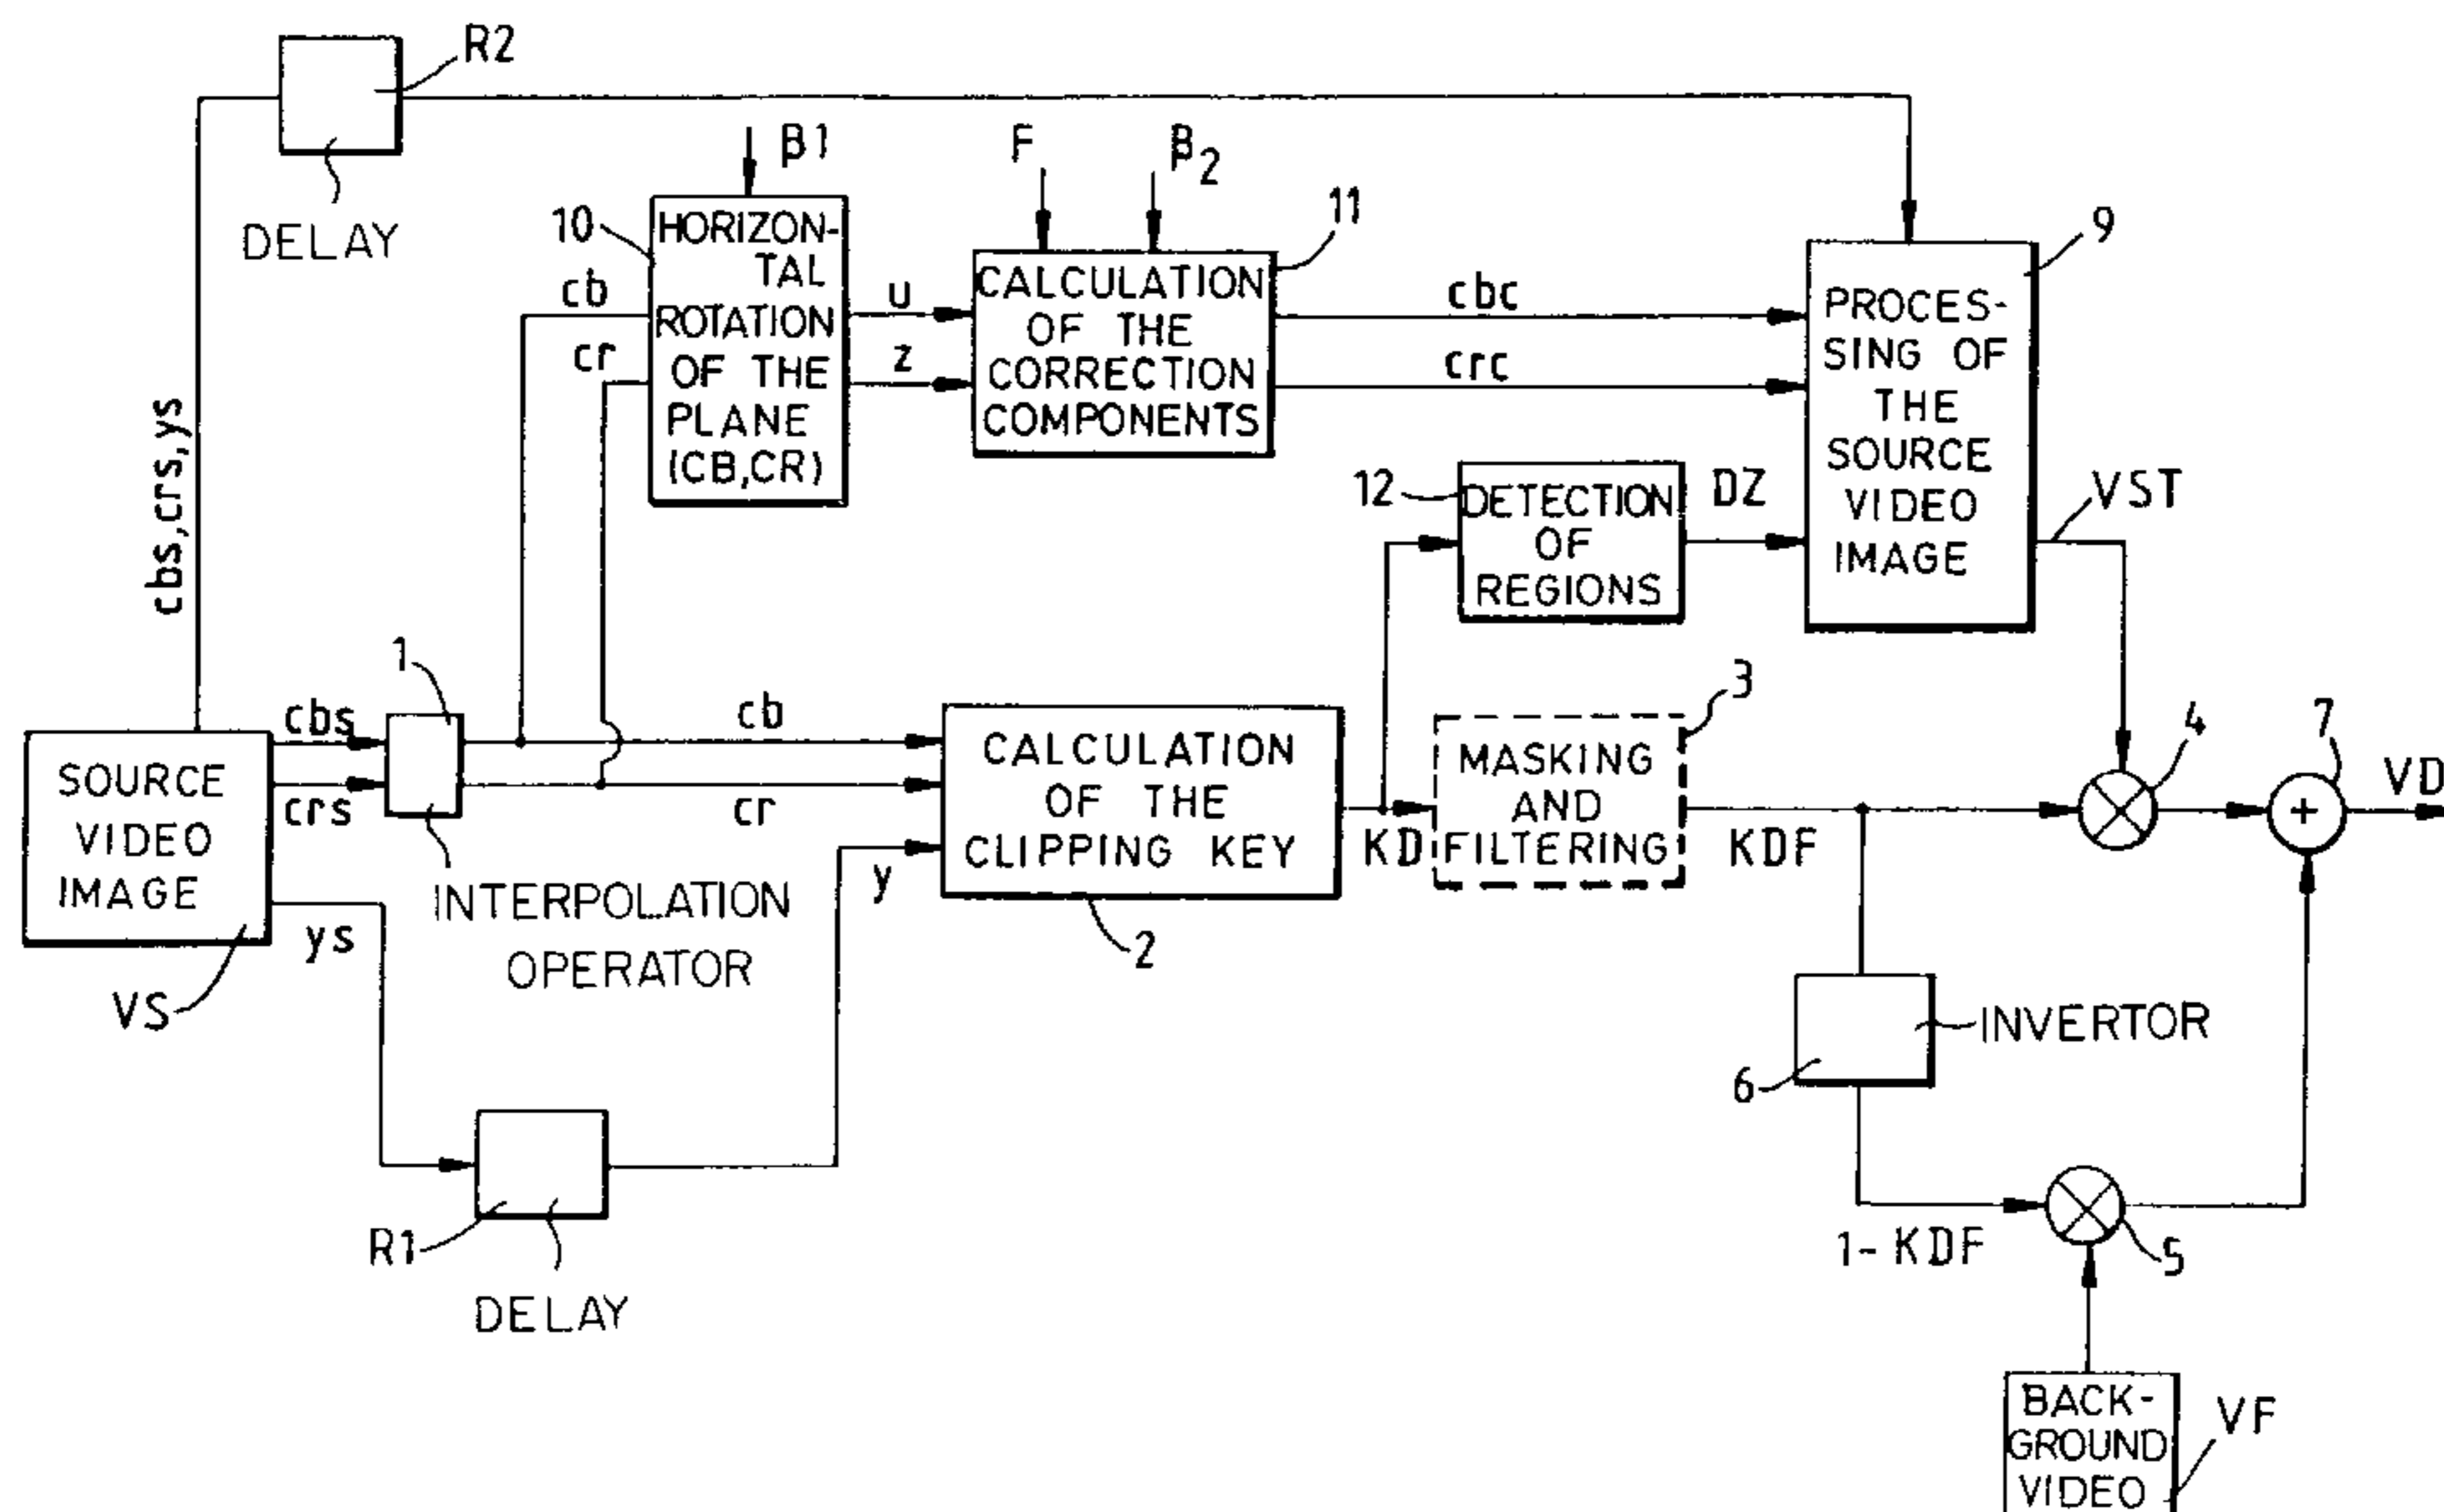 R2
DELAY
cbs,crs,ys
β1
F
β2
10
HORIZON-
TAL
ROTATION
OF THE
PLANE
(CB,CR)
cb
cr
u
z
11
CALCULATION
OF THE
CORRECTION
COMPONENTS
cbc
crc
9
PROCES-
SING OF
THE
SOURCE
VIDEO
IMAGE
12
DETECTION
OF
REGIONS
DZ
VST
SOURCE
VIDEO
IMAGE
VS
cbs
crs
ys
1
INTERPOLATION
OPERATOR
cb
cr
y
CALCULATION
OF THE
CLIPPING KEY
2
KD
3
MASKING
AND
FILTERING
KDF
4
7
+
VD
INVERTOR
6
R1
DELAY
1-KDF
5
BACK-
GROUND
VIDEO
VF